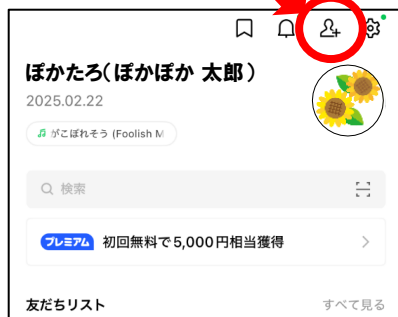 ぽかたろ(ぽかぽか 太郎)
2025.02.22
がこぼれそう (Foolish M
検索
プレミアム 初回無料で5,000円相当獲得
友だちリスト すべて見る